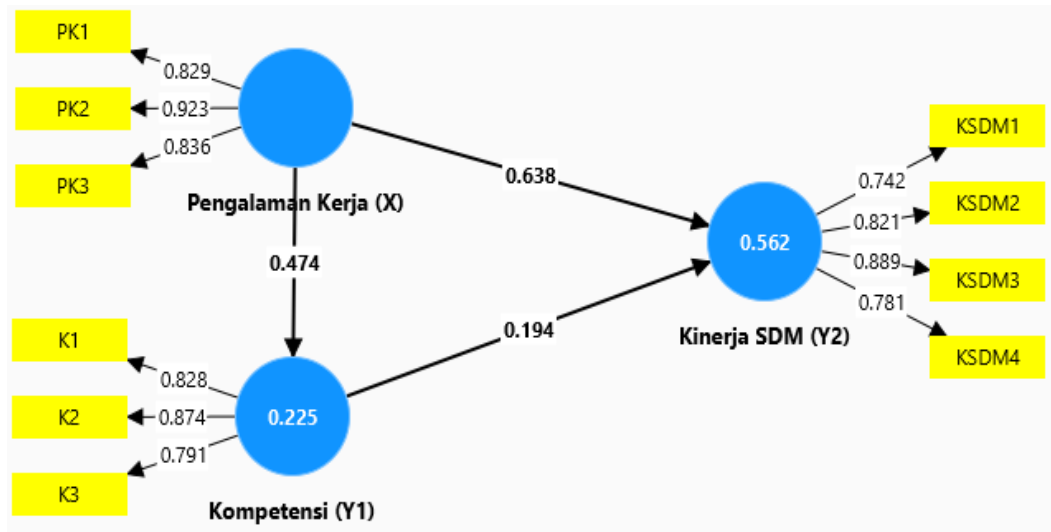 PK1
0.829
PK2
0.923
PK3
0.836
Pengalaman Kerja (X)
0.638
0.474
KSDM1
0.742
KSDM2
0.821
KSDM3
0.889
KSDM4
0.781
0.562
Kinerja SDM (Y2)
0.194
K1
0.828
K2
0.874
K3
0.791
0.225
Kompetensi (Y1)